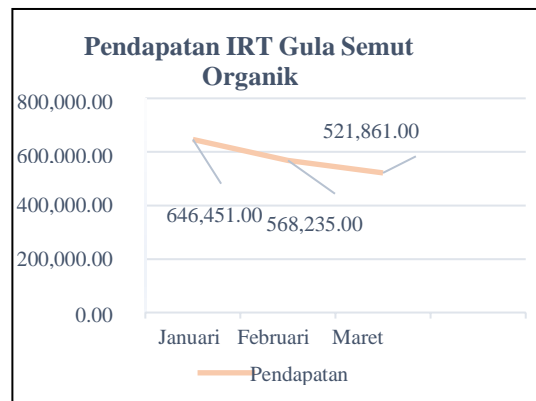 Pendapatan IRT Gula Semut
Organik
800,000.00
521,861.00
600,000.00
400,000.00
646,451.00
568,235.00
200,000.00
0.00
Januari Februari Maret
Pendapatan